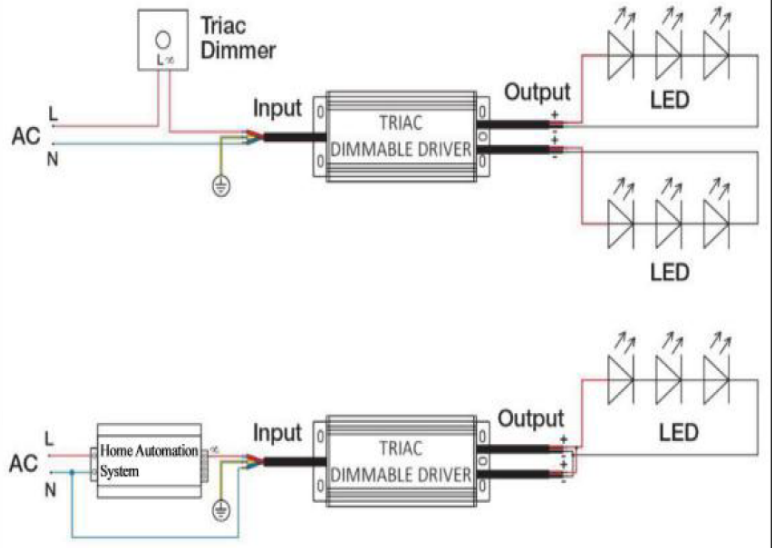 Triac
Dimmer
L
L
AC
N
Input
TRIAC
DIMMABLE DRIVER
Output
+
-
+
-
LED
LED
L
AC
N
Home Automation
System
Input
TRIAC
DIMMABLE DRIVER
Output
+
-
+
-
LED